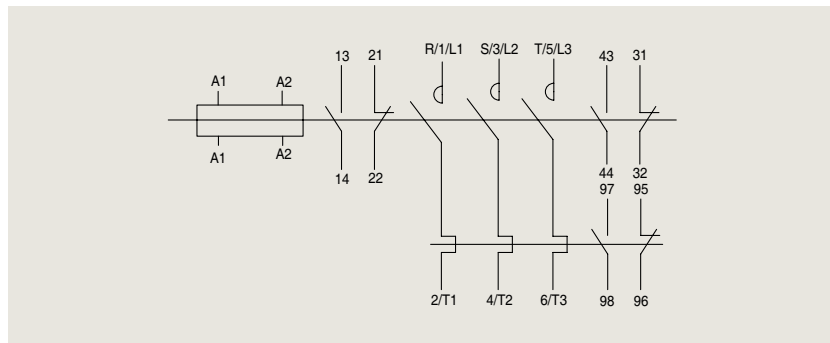 R/1/L1 S/3/L2 T/5/L3
13 21 43 31
A1 A2
A1 A2
14 22 44 32
97 95
2/T1 4/T2 6/T3 98 96